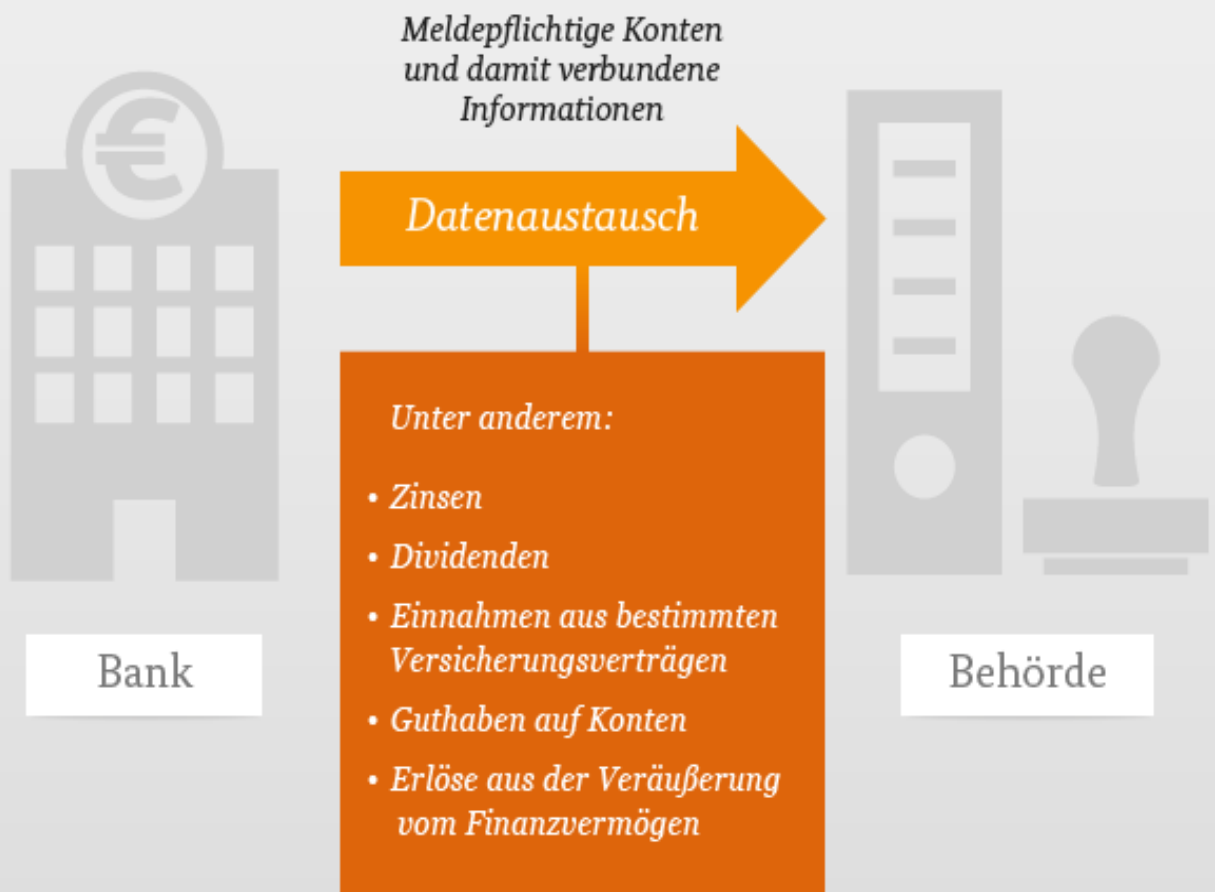 Meldepflichtige Konten
und damit verbundene
Informationen
€
Datenaustausch
Unter anderem:
• Zinsen
• Dividenden
• Einnahmen aus bestimmten
Versicherungsverträgen
• Guthaben auf Konten
• Erlöse aus der Veräußerung
vom Finanzvermögen
Bank
Behörde